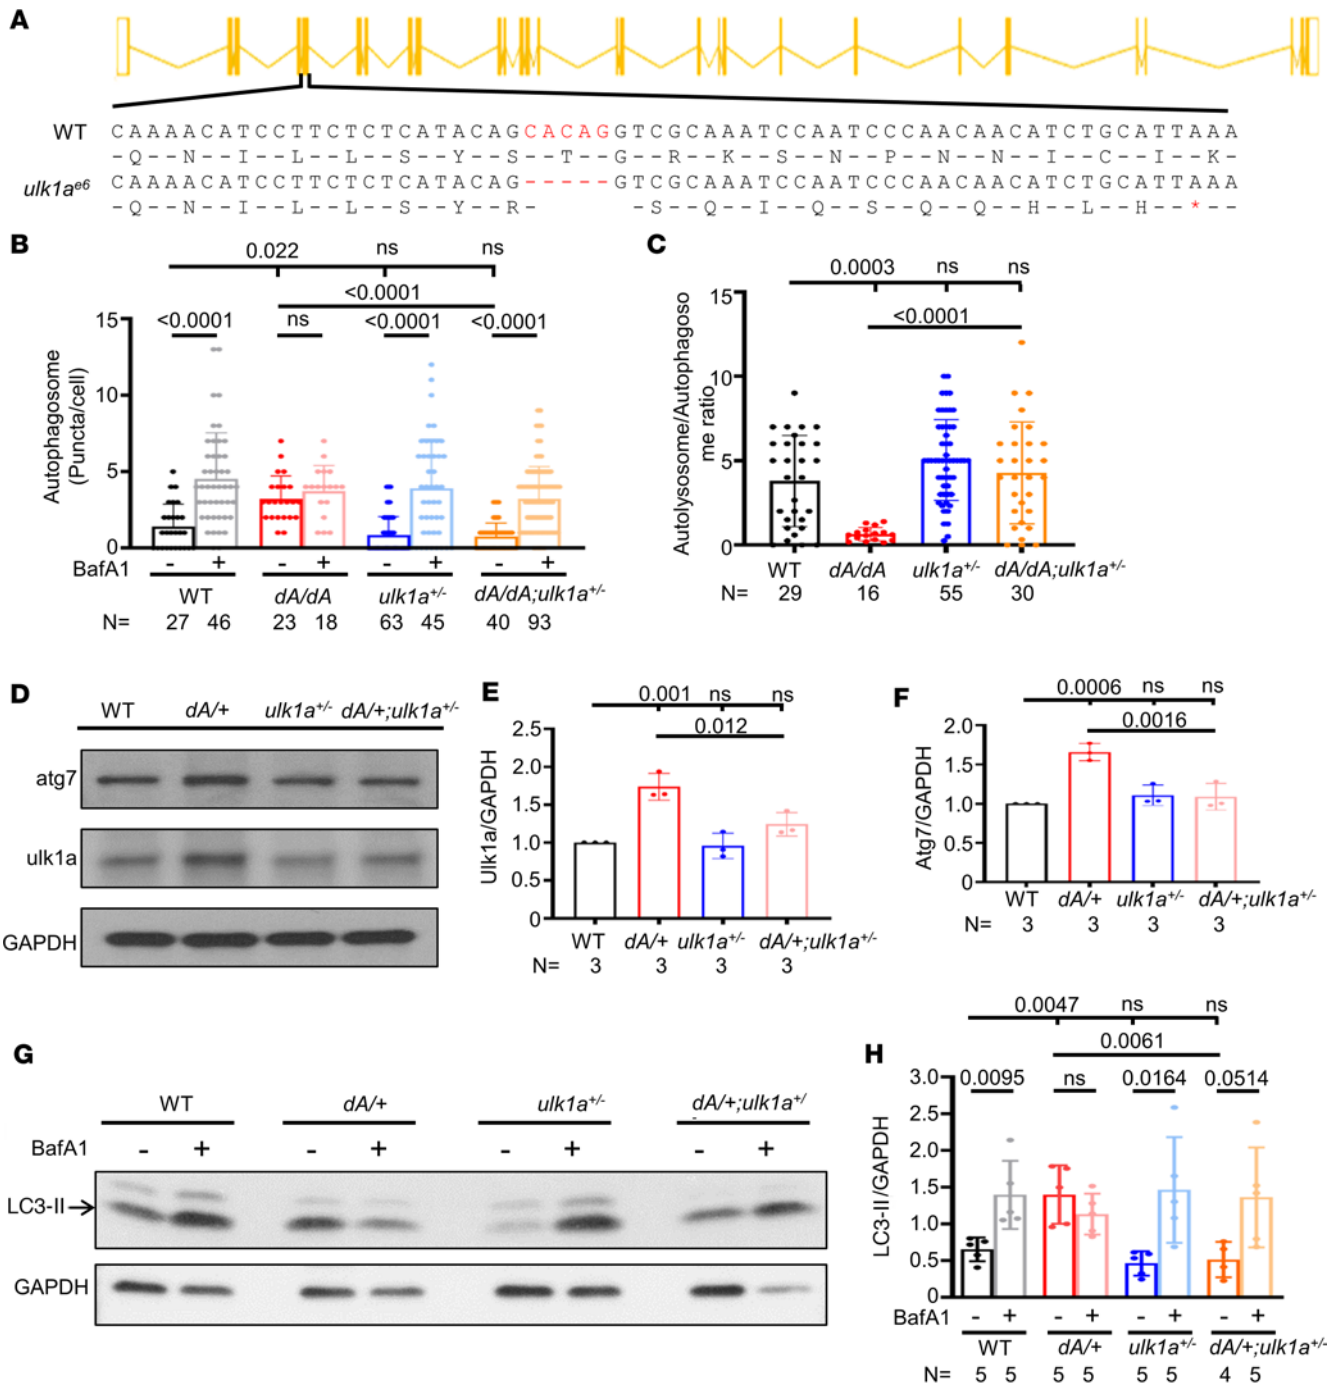 A
WT CAAAACATCCTTCTCTCATACAGCACAGGTCGCAAATCCAATCCCAACAACATCTGCATTAAA
-Q--N--I--L--L--S--Y--S--T--G--R--K--S--N--P--N--N--I--C--I--K-
ulk1a^e6 CAAAACATCCTTCTCTCATACAG-----GTCGCAAATCCAATCCCAACAACATCTGCATTAAA
-Q--N--I--L--L--S--Y--R- -S--Q--I--Q--S--Q--Q--H--L--H--*--
B
0.022 ns ns
<0.0001
<0.0001 ns <0.0001 <0.0001
Autophagosome
(Puncta/cell)
15
10
5
0
BafA1 - + - + - + - +
WT dA/dA ulk1a+/- dA/dA;ulk1a+/-
N= 27 46 23 18 63 45 40 93
C
0.0003 ns ns
<0.0001
Autolysosome/Autophagoso
me ratio
15
10
5
0
WT dA/dA ulk1a+/- dA/dA;ulk1a+/-
N= 29 16 55 30
D
WT dA/+ ulk1a+/- dA/+;ulk1a+/-
atg7
ulk1a
GAPDH
E
0.001 ns ns
0.012
Ulk1a/GAPDH
2.5
2.0
1.5
1.0
0.5
0
WT dA/+ ulk1a+/- dA/+;ulk1a+/-
N= 3 3 3 3
F
0.0006 ns ns
0.0016
Atg7/GAPDH
2.0
1.5
1.0
0.5
0
WT dA/+ ulk1a+/- dA/+;ulk1a+/-
N= 3 3 3 3
G
WT dA/+ ulk1a+/- dA/+;ulk1a+/
-
BafA1 - + - + - + - +
LC3-II→
GAPDH
H
0.0047 ns ns
0.0061
0.0095 ns 0.0164 0.0514
LC3-II/GAPDH
3.0
2.5
2.0
1.5
1.0
0.5
0
BafA1 - + - + - + - +
WT dA/+ ulk1a+/- dA/+;ulk1a+/-
N= 5 5 5 5 5 5 4 5